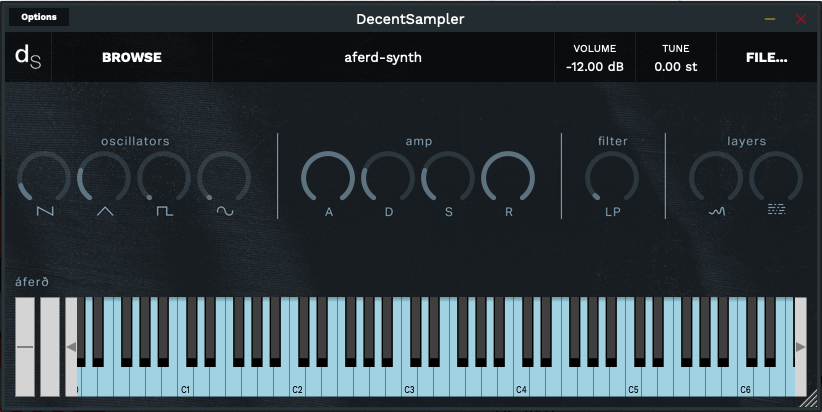 Options
DecentSampler
dS
BROWSE
aferd-synth
VOLUME
-12.00 dB
TUNE
0.00 st
FILE...
oscillators
amp
filter
layers
A
D
S
R
LP
áferð
C1
C2
C3
C4
C5
C6